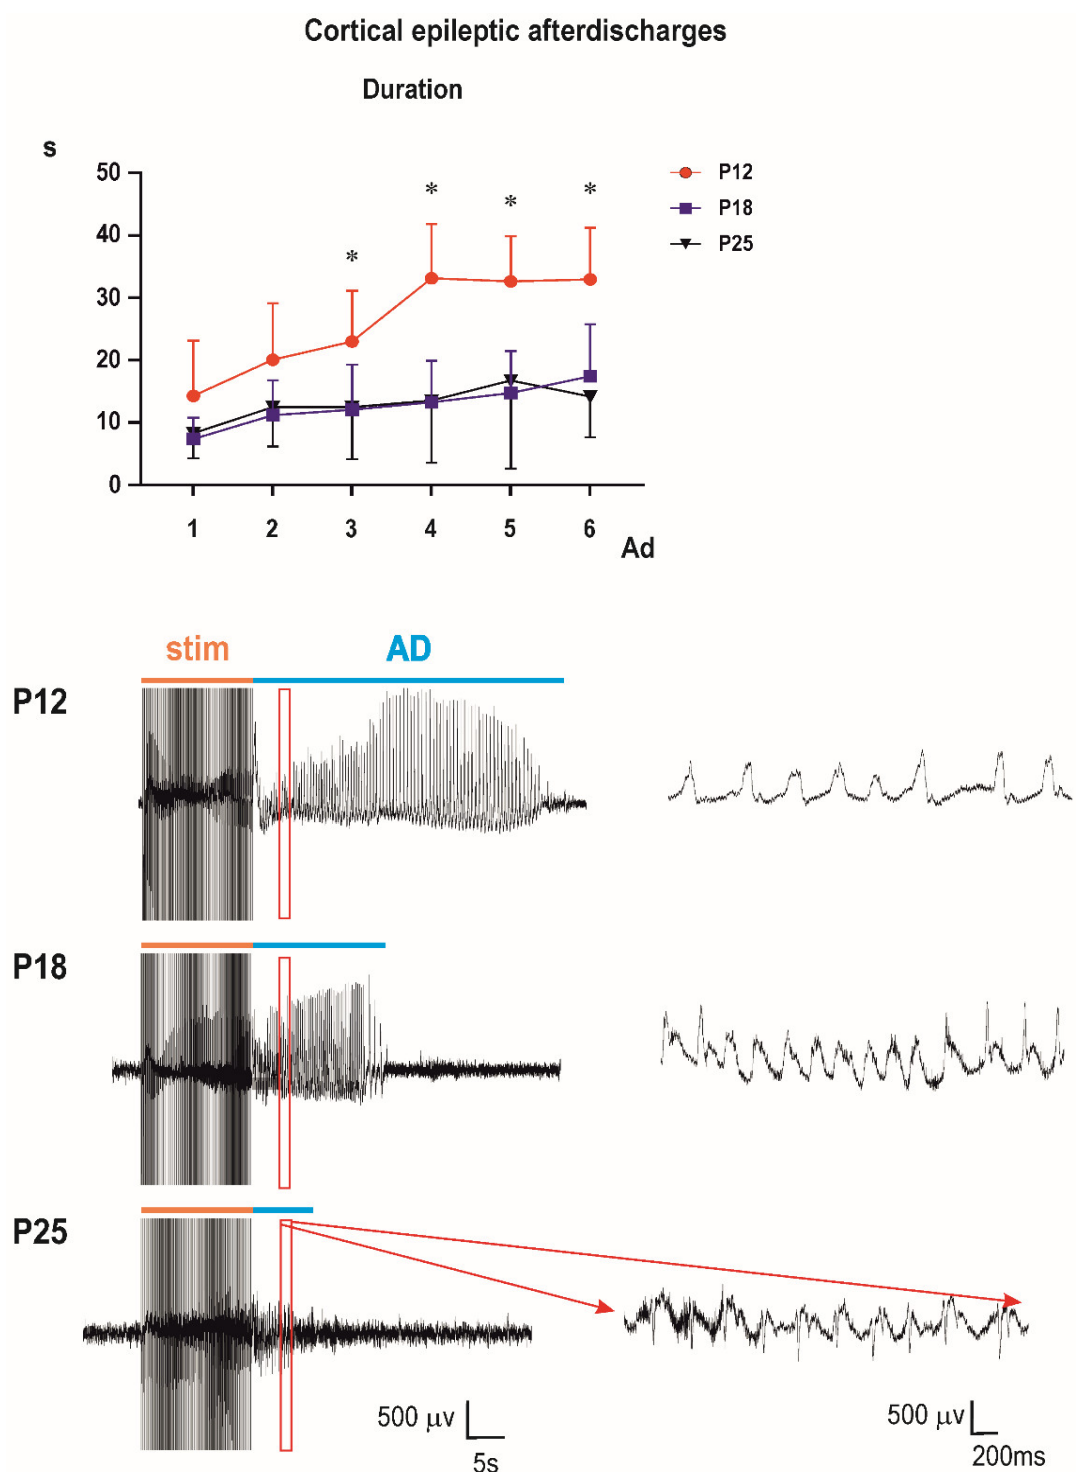 Cortical epileptic afterdischarges
Duration
s
50
40
30
20
10
0
* * * *
1 2 3 4 5 6
Ad
P12
P18
P25
stim AD
P12
P18
P25
500 μv
5s
500 μv
200ms